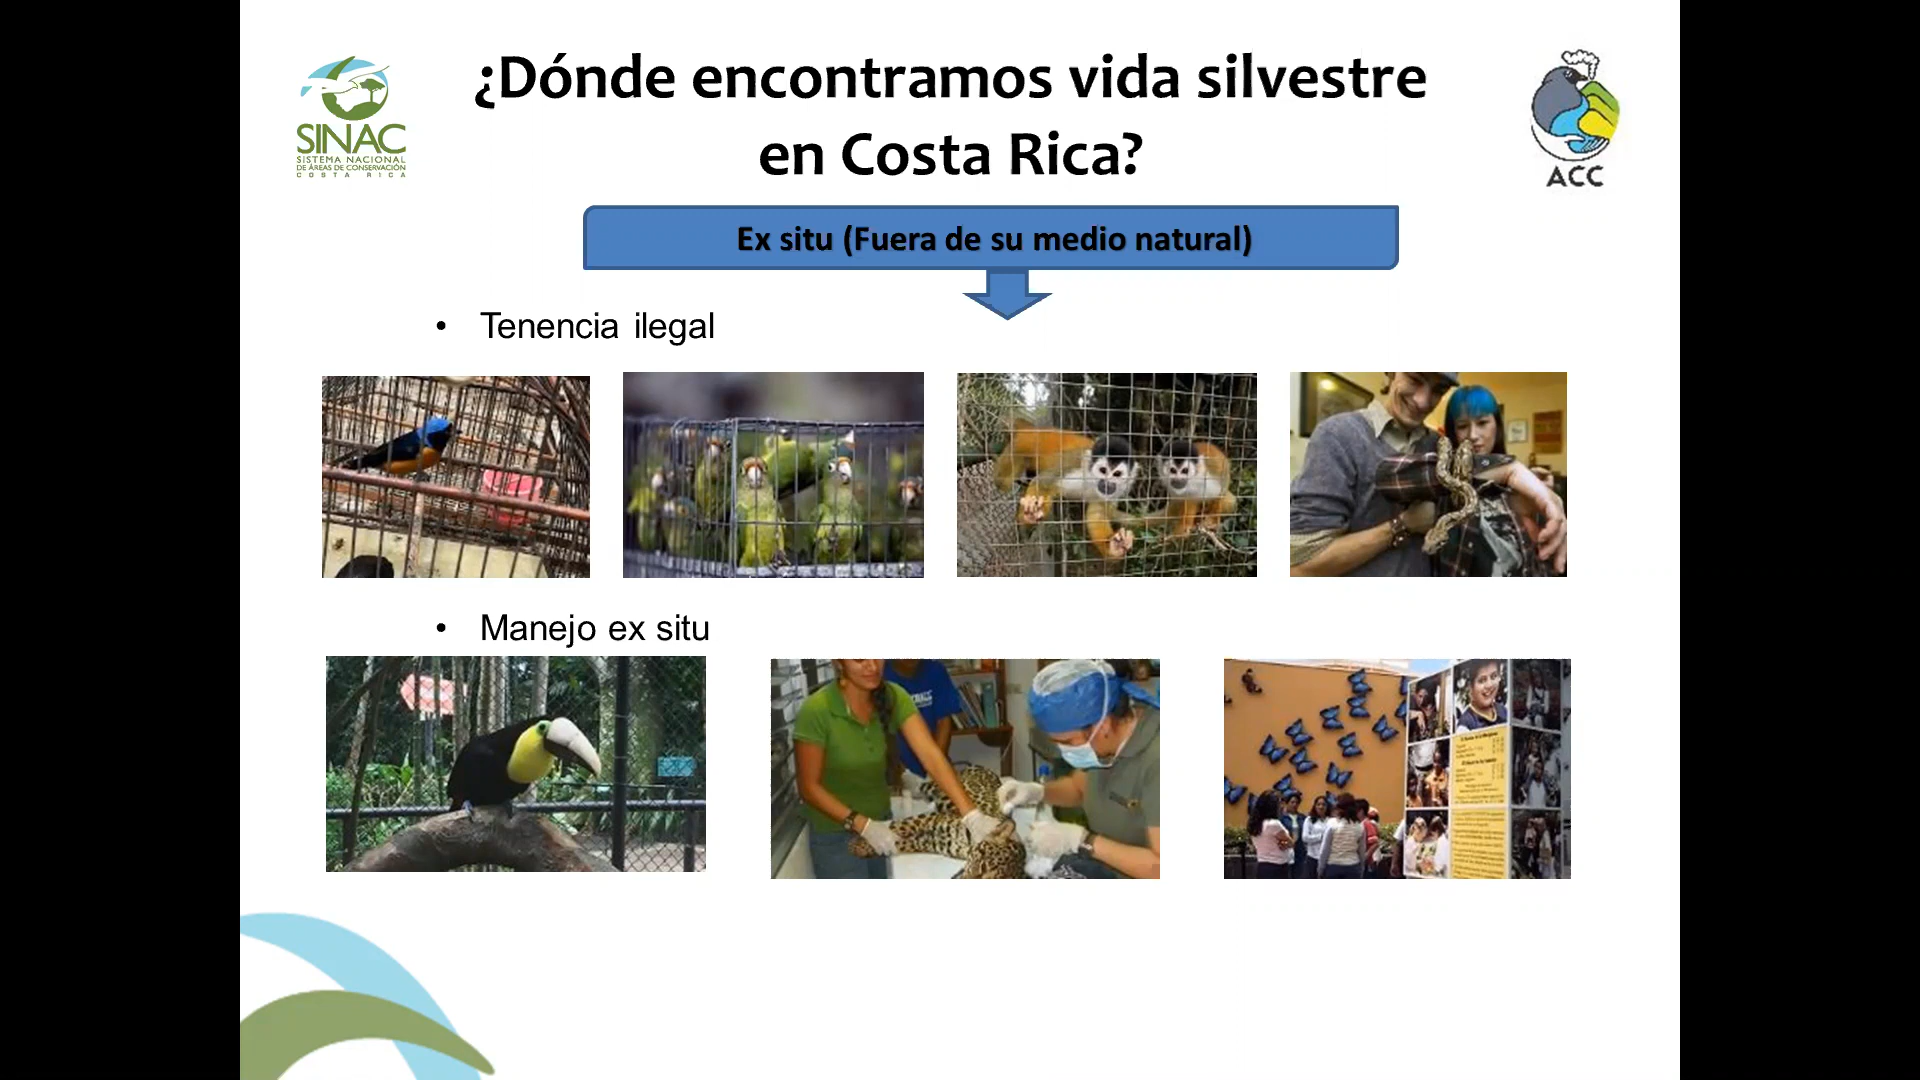 ¿Dónde encontramos vida silvestre
en Costa Rica?
SINAC
SISTEMA NACIONAL
DE ÁREAS DE CONSERVACIÓN
COSTA RICA
ACC
Ex situ (Fuera de su medio natural)
• Tenencia ilegal
• Manejo ex situ